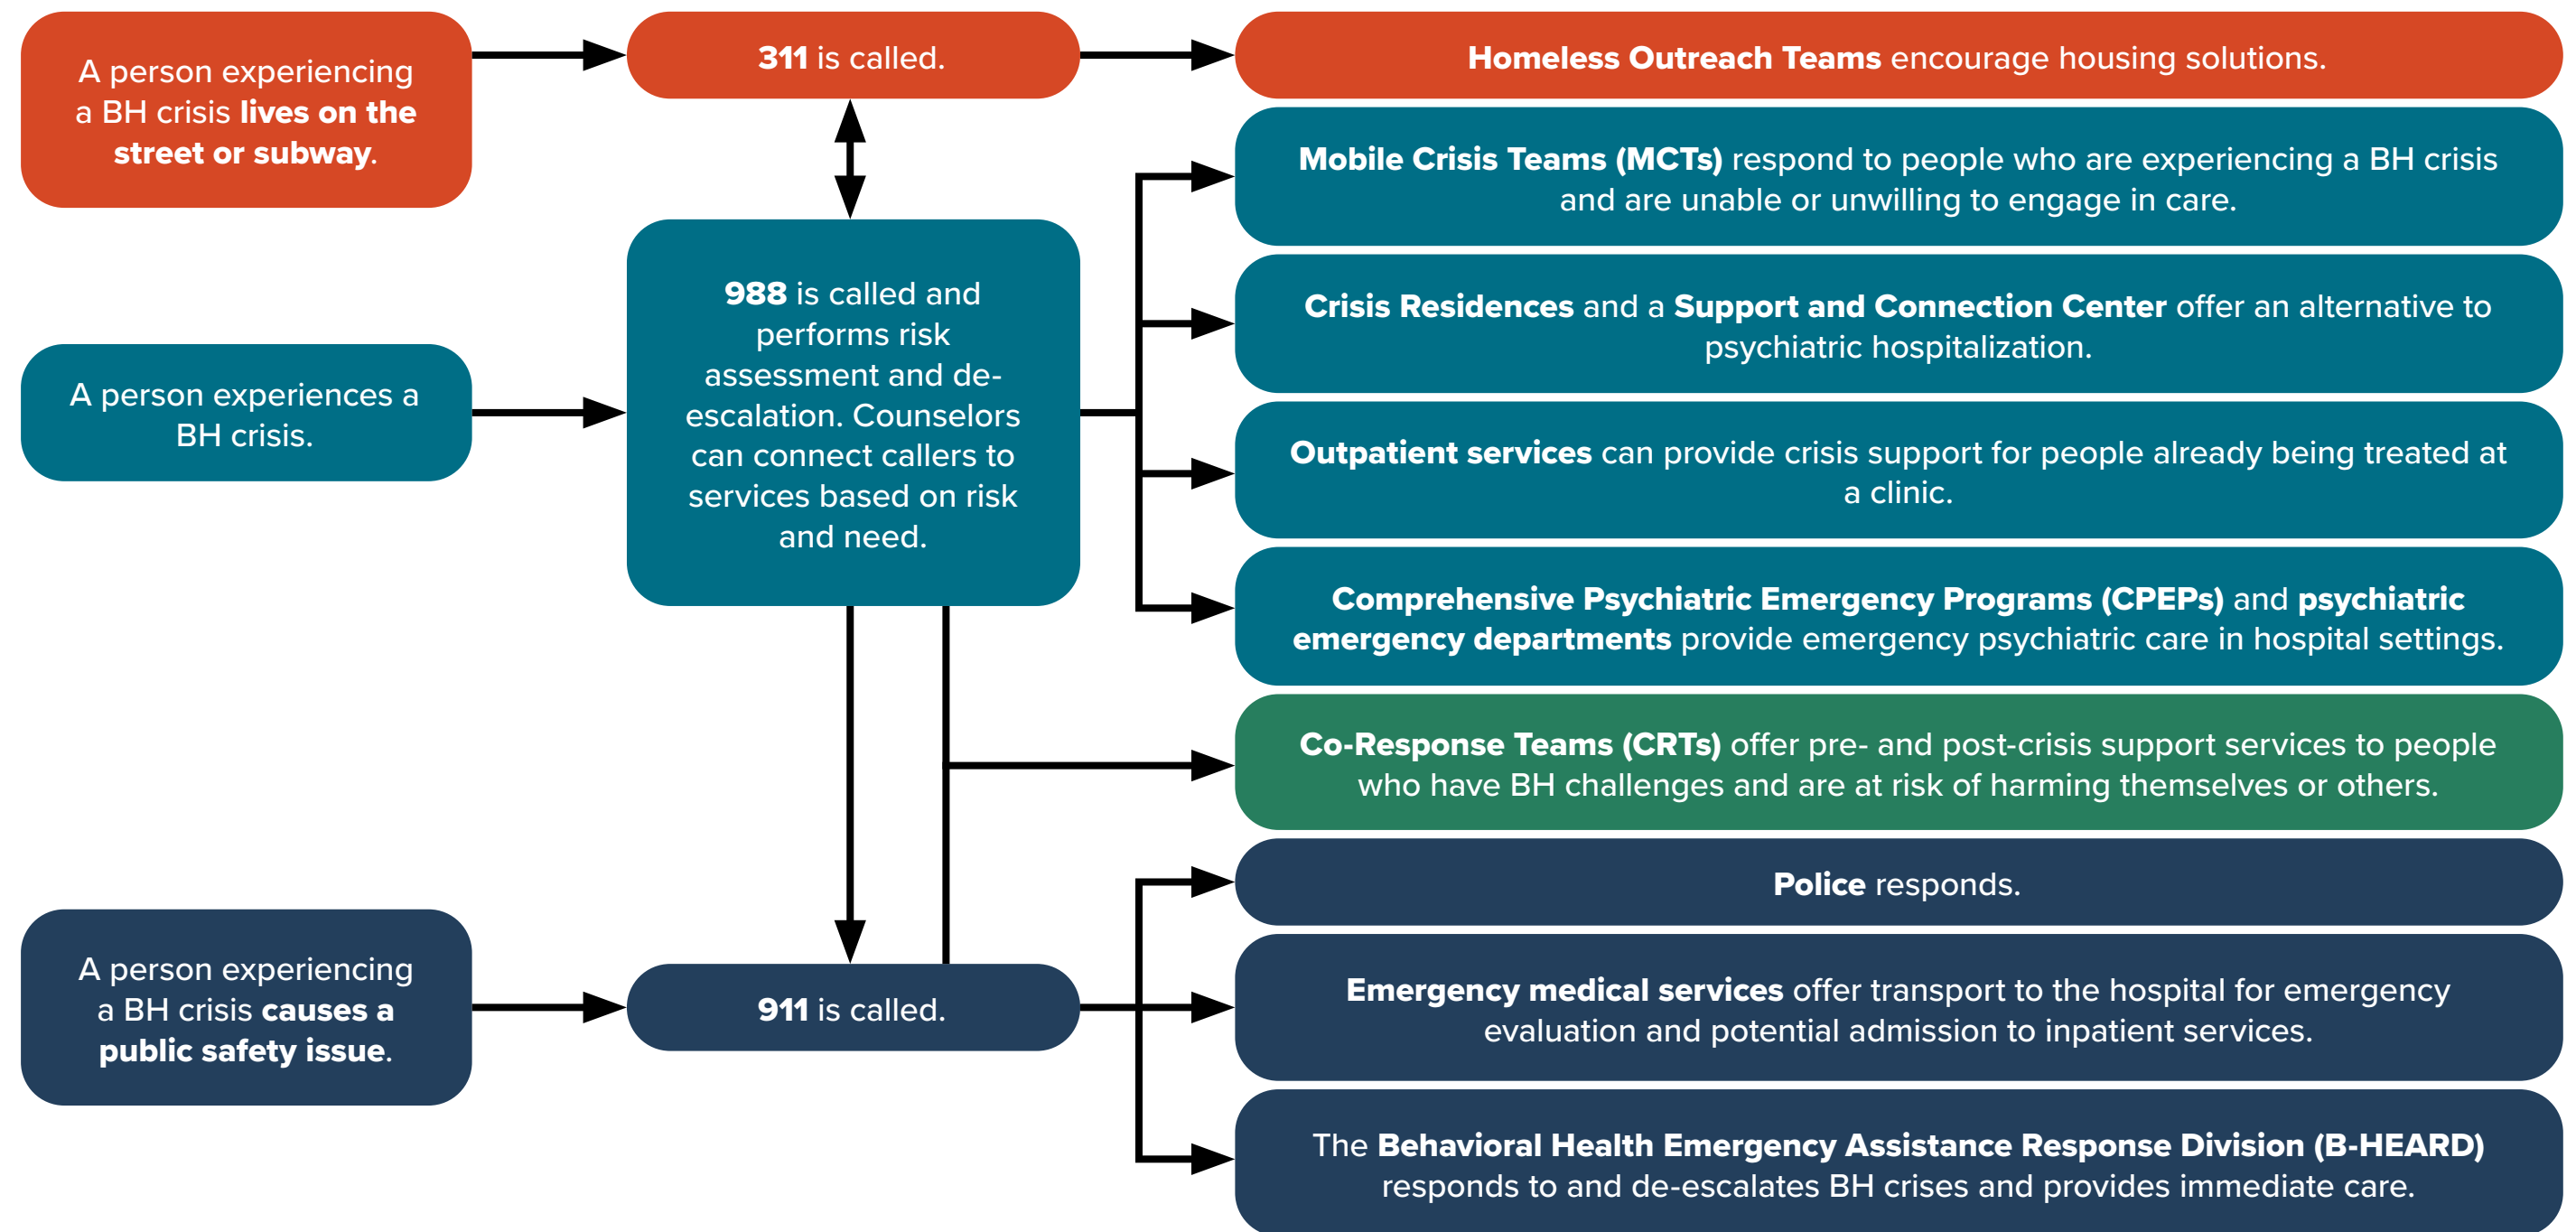 A person experiencing
a BH crisis lives on the
street or subway.
311 is called.
Homeless Outreach Teams encourage housing solutions.
Mobile Crisis Teams (MCTs) respond to people who are experiencing a BH crisis
and are unable or unwilling to engage in care.
A person experiences a
BH crisis.
988 is called and
performs risk
assessment and de-
escalation. Counselors
can connect callers to
services based on risk
and need.
Crisis Residences and a Support and Connection Center offer an alternative to
psychiatric hospitalization.
Outpatient services can provide crisis support for people already being treated at
a clinic.
Comprehensive Psychiatric Emergency Programs (CPEPs) and psychiatric
emergency departments provide emergency psychiatric care in hospital settings.
Co-Response Teams (CRTs) offer pre- and post-crisis support services to people
who have BH challenges and are at risk of harming themselves or others.
A person experiencing
a BH crisis causes a
public safety issue.
911 is called.
Police responds.
Emergency medical services offer transport to the hospital for emergency
evaluation and potential admission to inpatient services.
The Behavioral Health Emergency Assistance Response Division (B-HEARD)
responds to and de-escalates BH crises and provides immediate care.